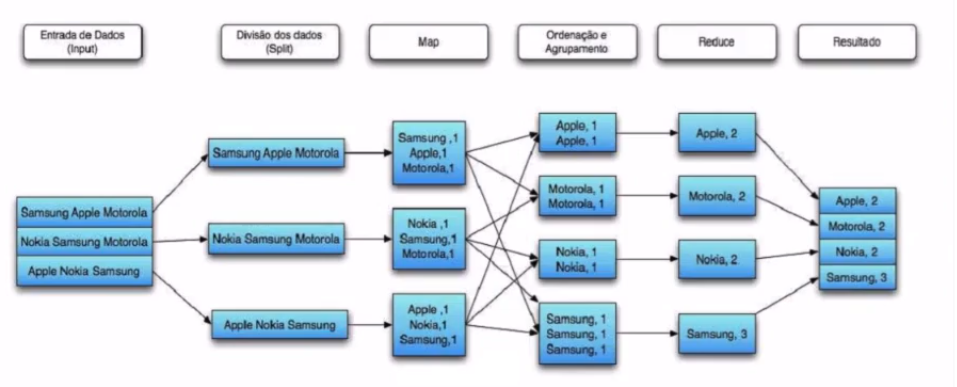 Entrada de Dados
(Input)
Divisão dos dados
(Split)
Map
Ordenação e
Agrupamento
Reduce
Resultado
Samsung Apple Motorola
Nokia Samsung Motorola
Apple Nokia Samsung
Samsung Apple Motorola
Nokia Samsung Motorola
Apple Nokia Samsung
Samsung ,1
Apple,1
Motorola,1
Nokia ,1
Samsung,1
Motorola,1
Apple ,1
Nokia,1
Samsung,1
Apple, 1
Apple, 1
Motorola, 1
Motorola, 1
Nokia, 1
Nokia, 1
Samsung, 1
Samsung, 1
Samsung, 1
Apple, 2
Motorola, 2
Nokia, 2
Samsung, 3
Apple, 2
Motorola, 2
Nokia, 2
Samsung, 3